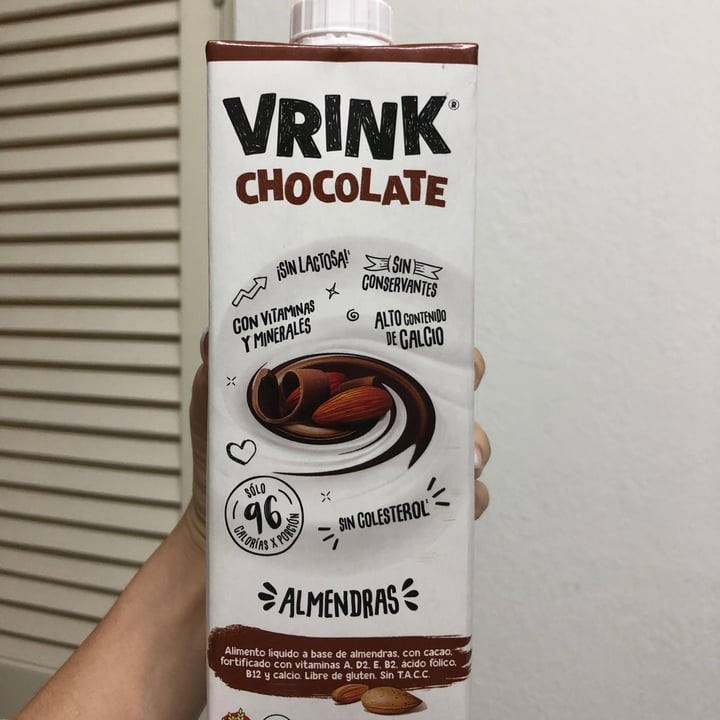 VRINK®
CHOCOLATE
¡SIN LACTOSA!¹
SIN
CONSERVANTES
CON VITAMINAS
Y MINERALES
ALTO CONTENIDO
DE CALCIO
SÓLO
96
CALORÍAS X PORCIÓN
SIN COLESTEROL²
ALMENDRAS
Alimento líquido a base de almendras, con cacao,
fortificado con vitaminas A, D2, E, B2, ácido fólico,
B12 y calcio. Libre de gluten. Sin T.A.C.C.